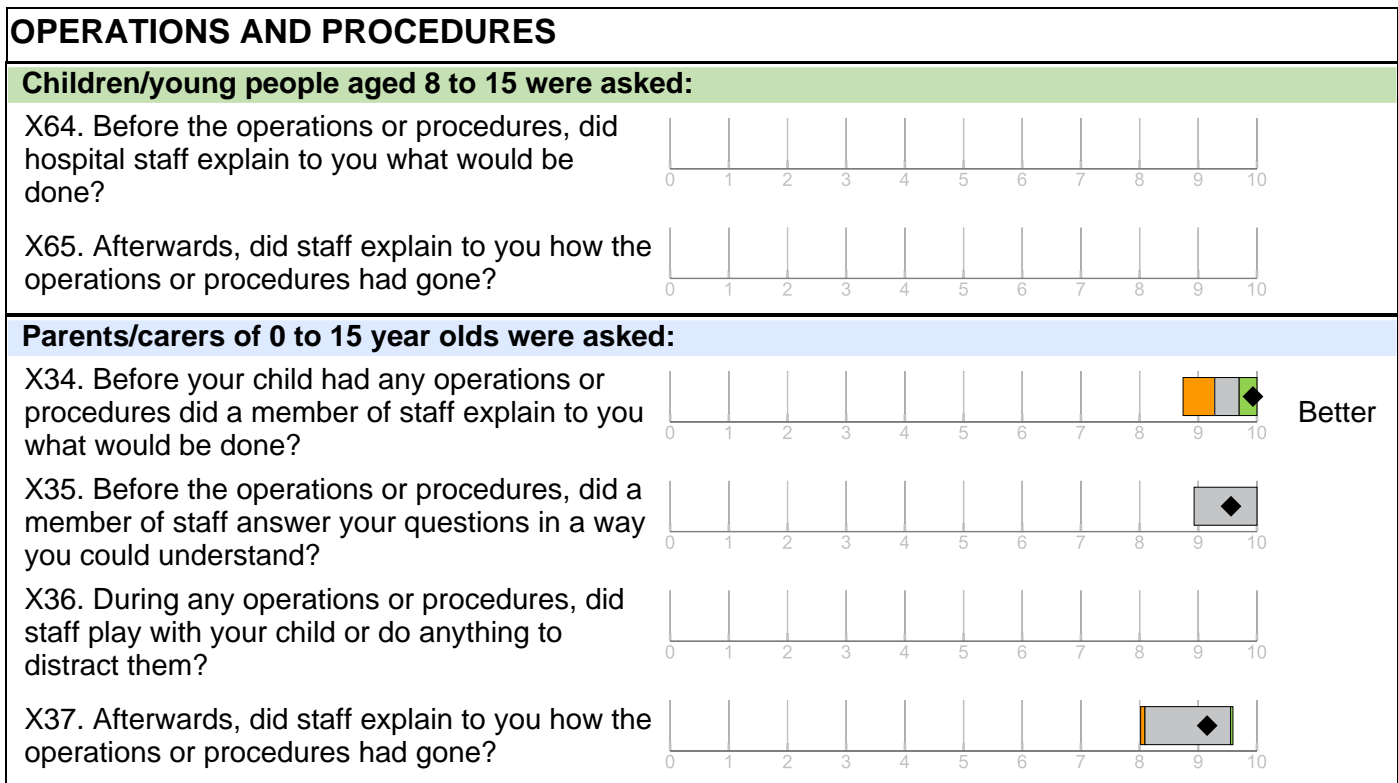 OPERATIONS AND PROCEDURES
Children/young people aged 8 to 15 were asked:
X64. Before the operations or procedures, did
hospital staff explain to you what would be
done?
0 1 2 3 4 5 6 7 8 9 10
X65. Afterwards, did staff explain to you how the
operations or procedures had gone?
0 1 2 3 4 5 6 7 8 9 10
Parents/carers of 0 to 15 year olds were asked:
X34. Before your child had any operations or
procedures did a member of staff explain to you
what would be done?
0 1 2 3 4 5 6 7 8 9 10
Better
X35. Before the operations or procedures, did a
member of staff answer your questions in a way
you could understand?
0 1 2 3 4 5 6 7 8 9 10
X36. During any operations or procedures, did
staff play with your child or do anything to
distract them?
0 1 2 3 4 5 6 7 8 9 10
X37. Afterwards, did staff explain to you how the
operations or procedures had gone?
0 1 2 3 4 5 6 7 8 9 10